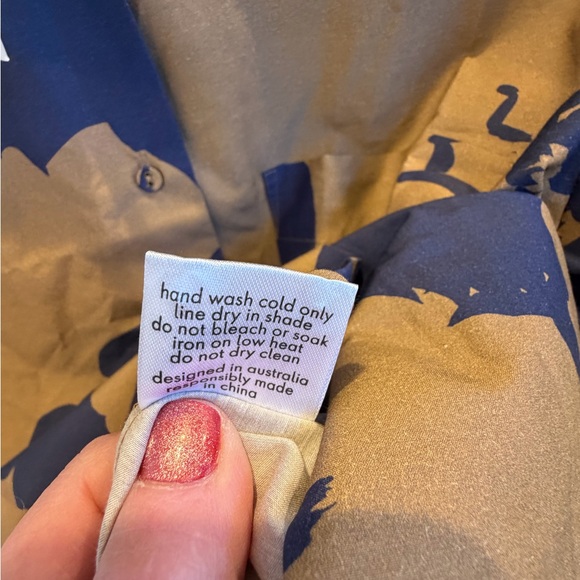 hand wash cold only
line dry in shade
do not bleach or soak
iron on low heat
do not dry clean
designed in australia
responsibly made
in china